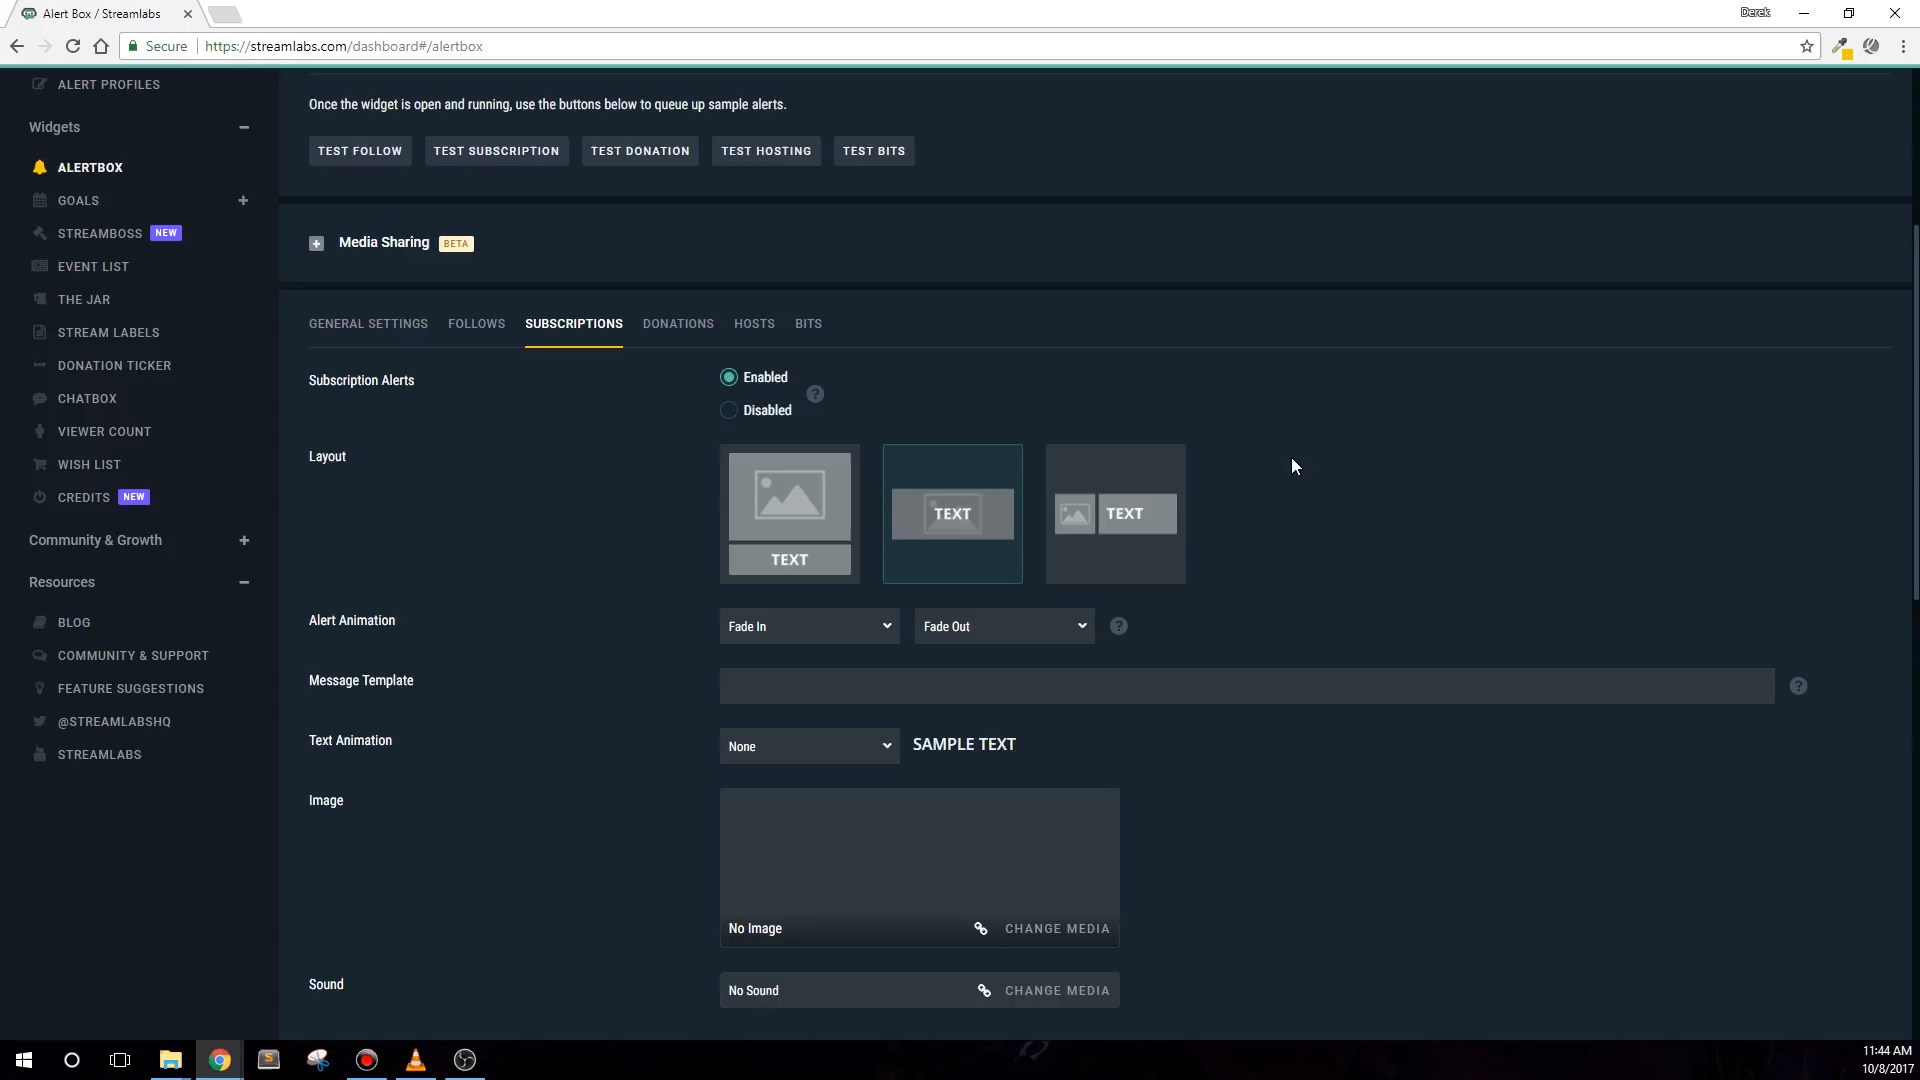 Alert Box / Streamlabs
Derek
Secure
https://streamlabs.com/dashboard#/alertbox
ALERT PROFILES
Widgets
ALERTBOX
GOALS
STREAMBOSS NEW
EVENT LIST
THE JAR
STREAM LABELS
DONATION TICKER
CHATBOX
VIEWER COUNT
WISH LIST
CREDITS NEW
Community & Growth
Resources
BLOG
COMMUNITY & SUPPORT
FEATURE SUGGESTIONS
@STREAMLABSHQ
STREAMLABS
Once the widget is open and running, use the buttons below to queue up sample alerts.
TEST FOLLOW TEST SUBSCRIPTION TEST DONATION TEST HOSTING TEST BITS
Media Sharing BETA
GENERAL SETTINGS FOLLOWS SUBSCRIPTIONS DONATIONS HOSTS BITS
Subscription Alerts
Enabled
?
Disabled
Layout
TEXT
TEXT
TEXT
Alert Animation
Fade In
Fade Out
?
Message Template
?
Text Animation
None
SAMPLE TEXT
Image
No Image
CHANGE MEDIA
Sound
No Sound
CHANGE MEDIA
11:44 AM
10/8/2017